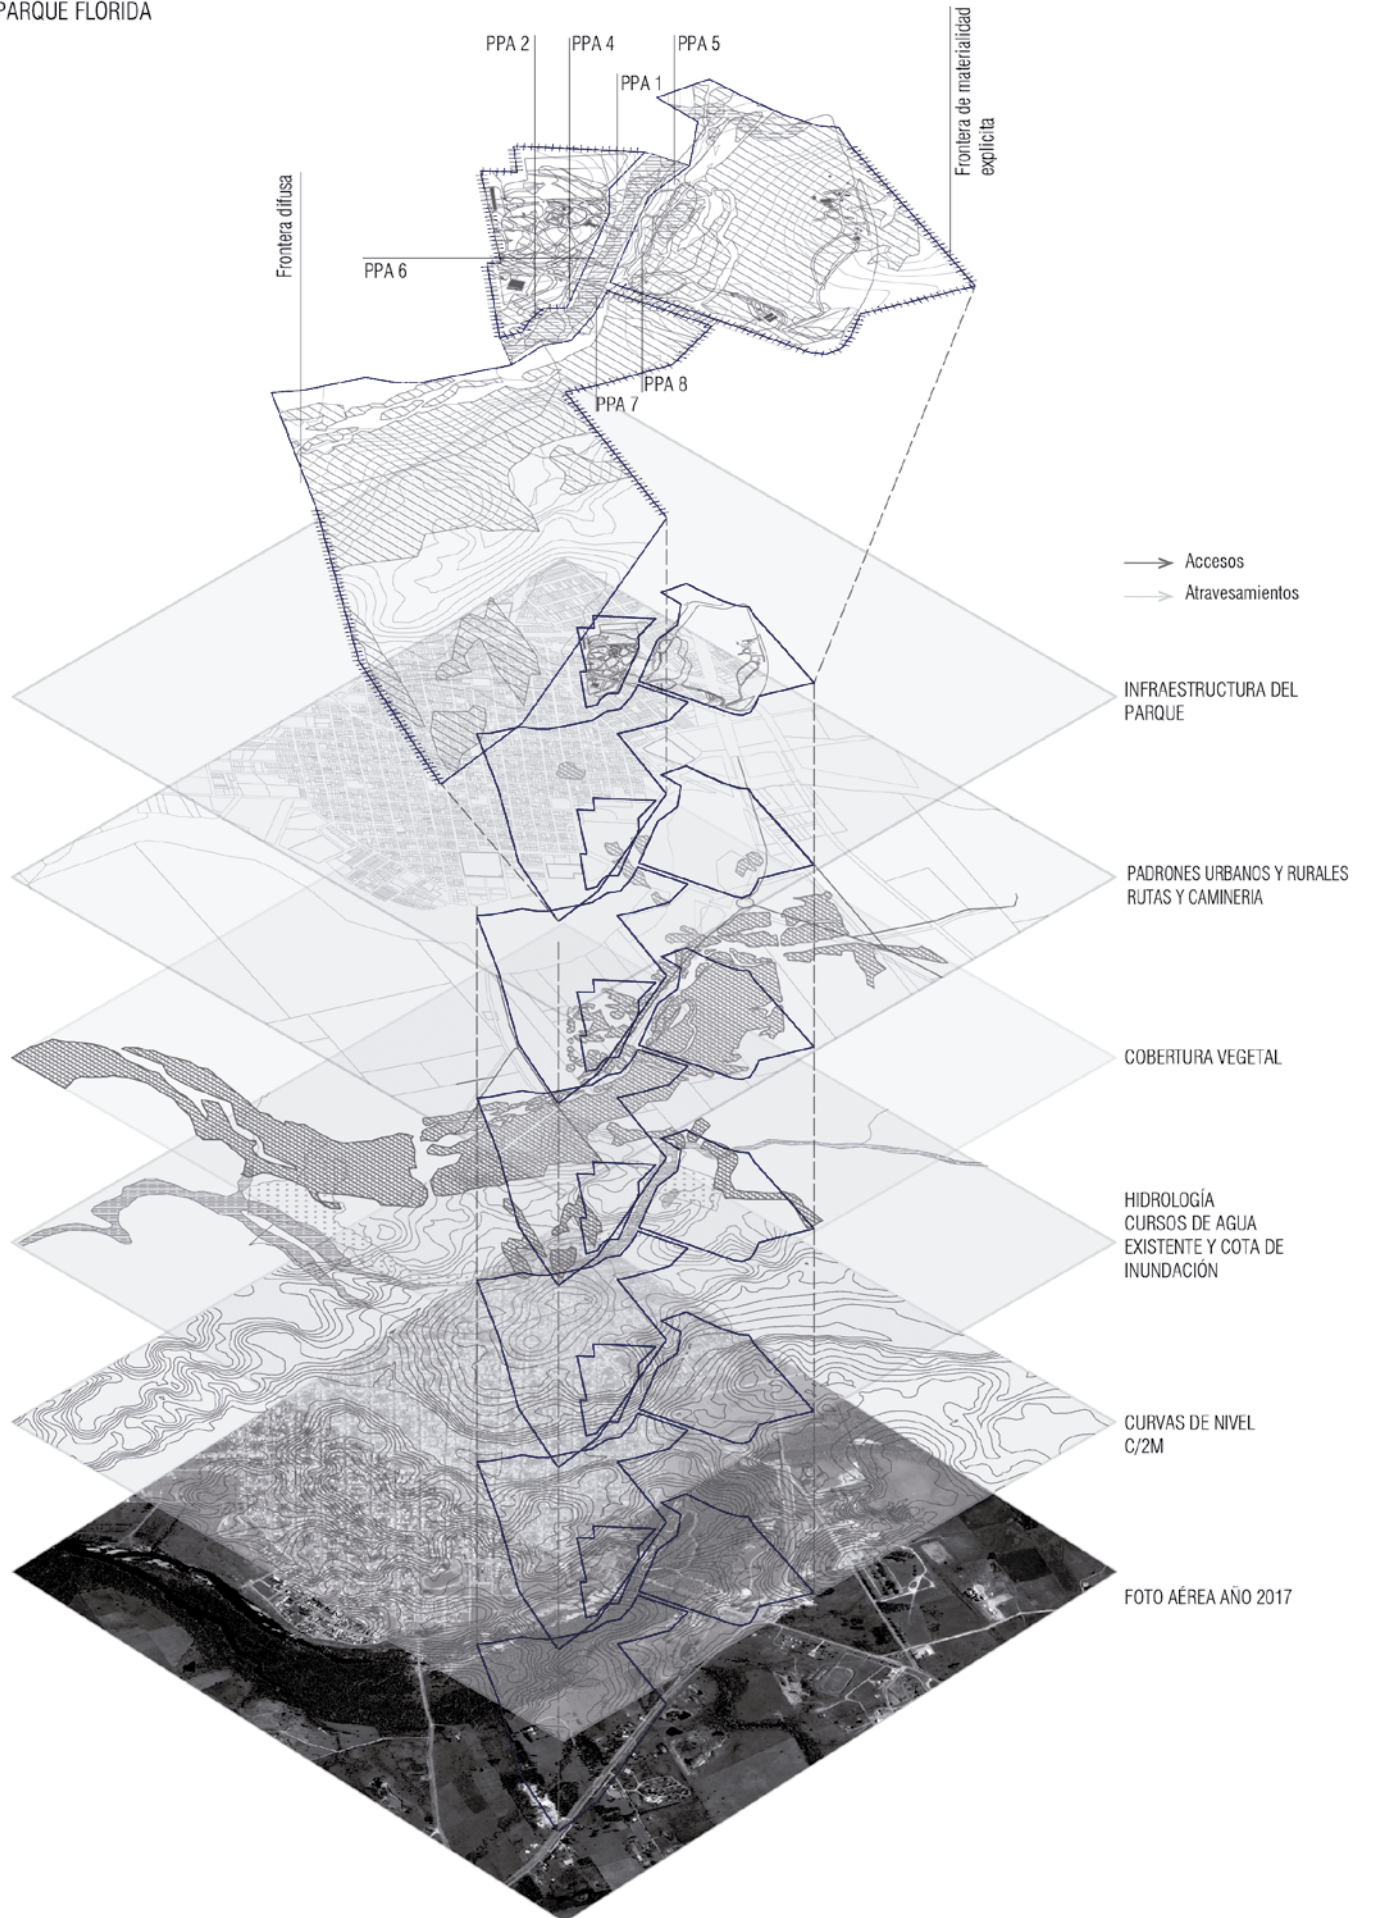 PARQUE FLORIDA
PPA 2
PPA 4
PPA 5
PPA 1
Frontera de materialidad
explicita
Frontera difusa
PPA 6
PPA 8
PPA 7
Accesos
Atravesamientos
INFRAESTRUCTURA DEL
PARQUE
PADRONES URBANOS Y RURALES
RUTAS Y CAMINERIA
COBERTURA VEGETAL
HIDROLOGÍA
CURSOS DE AGUA
EXISTENTE Y COTA DE
INUNDACIÓN
CURVAS DE NIVEL
C/2M
FOTO AÉREA AÑO 2017